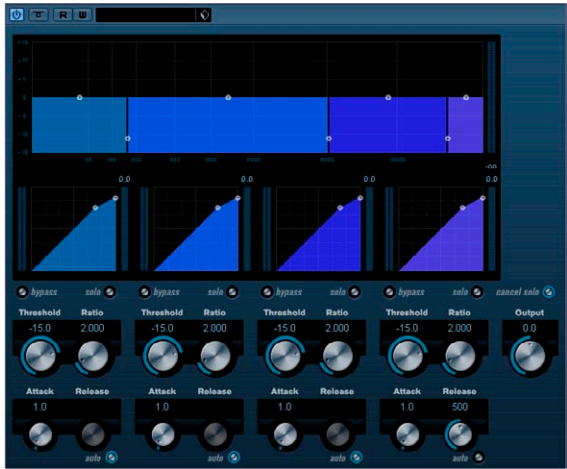 R W
0.0 0.0 0.0 0.0
bypass solo bypass solo bypass solo bypass solo cancel solo
Threshold Ratio Threshold Ratio Threshold Ratio Threshold Ratio Output
-15.0 2.000 -15.0 2.000 -15.0 2.000 -15.0 2.000 0.0
Attack Release Attack Release Attack Release Attack Release
1.0 1.0 1.0 1.0 500
auto auto auto auto